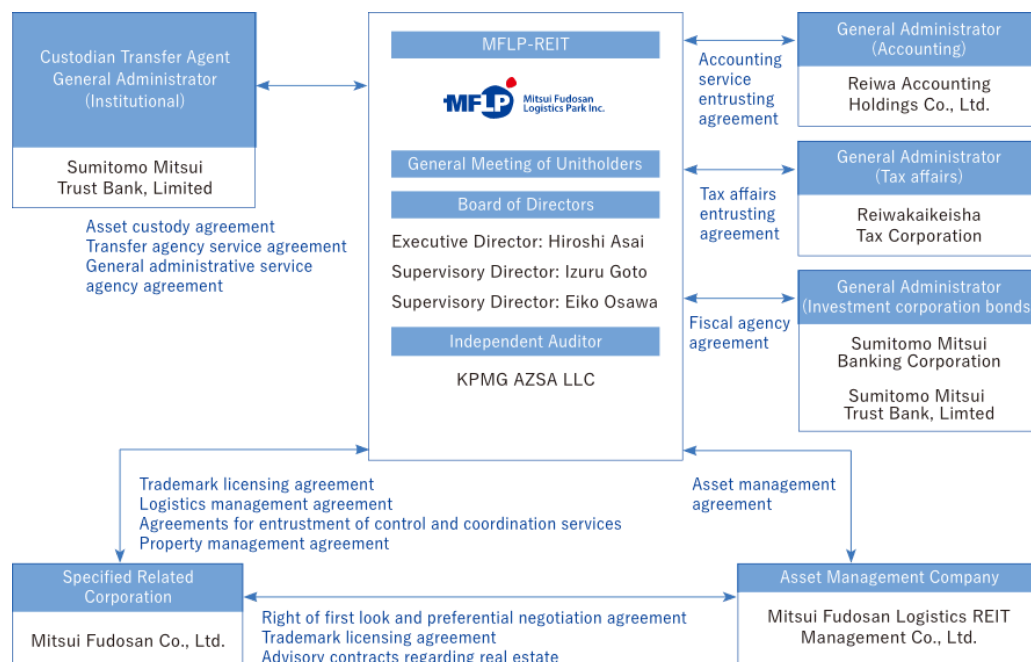 Custodian Transfer Agent
General Administrator
(Institutional)
Sumitomo Mitsui
Trust Bank, Limited
Asset custody agreement
Transfer agency service agreement
General administrative service
agency agreement
MFLP-REIT
MFLP
Mitsui Fudosan
Logistics Park Inc.
General Meeting of Unitholders
Board of Directors
Executive Director: Hiroshi Asai
Supervisory Director: Izuru Goto
Supervisory Director: Eiko Osawa
Independent Auditor
KPMG AZSA LLC
Accounting
service
entrusting
agreement
General Administrator
(Accounting)
Reiwa Accounting
Holdings Co., Ltd.
Tax affairs
entrusting
agreement
General Administrator
(Tax affairs)
Reiwakaikeisha
Tax Corporation
Fiscal agency
agreement
General Administrator
(Investment corporation bonds
Sumitomo Mitsui
Banking Corporation
Sumitomo Mitsui
Trust Bank, Limted
Trademark licensing agreement
Logistics management agreement
Agreements for entrustment of control and coordination services
Property management agreement
Asset management
agreement
Specified Related
Corporation
Mitsui Fudosan Co., Ltd.
Right of first look and preferential negotiation agreement
Trademark licensing agreement
Advisory contracts regarding real estate
Asset Management Company
Mitsui Fudosan Logistics REIT
Management Co., Ltd.